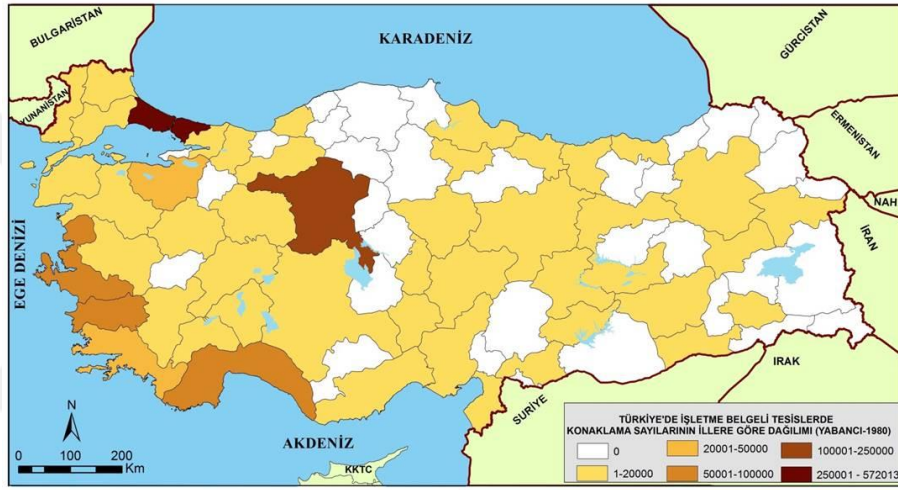 BULGARİSTAN
KARADENİZ
GÜRCİSTAN
YUNANİSTAN
ERMENİSTAN
NAH
İRAN
EGE DENİZİ
IRAK
SURİYE
N
AKDENİZ
KKTC
0 50 100 200
Km
TÜRKİYE'DE İŞLETME BELGELİ TESİSLERDE
KONAKLAMA SAYILARININ İLLERE GÖRE DAĞILIMI (YABANCI-1980)
0 20001-50000 100001-250000
1-20000 50001-100000 250001 - 572013